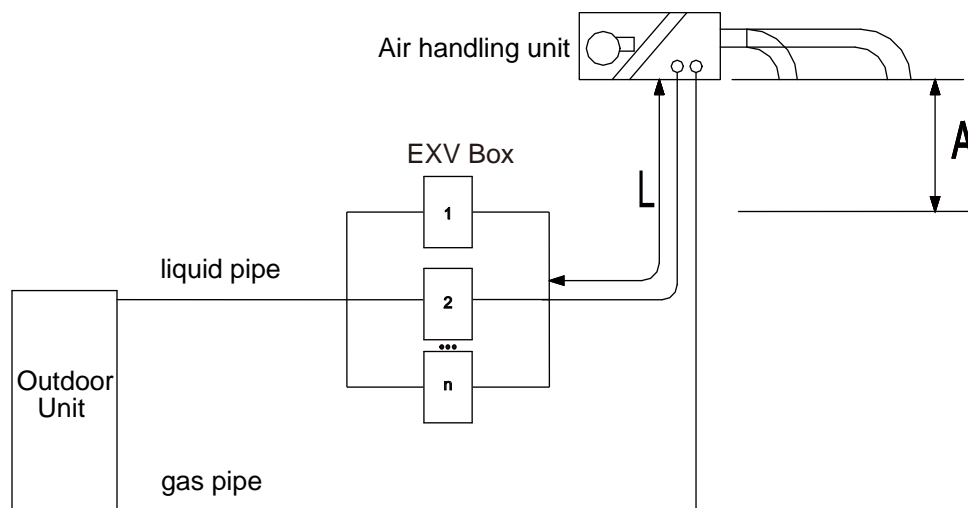 Air handling unit
A
EXV Box
L
1
liquid pipe
2
...
n
Outdoor
Unit
gas pipe